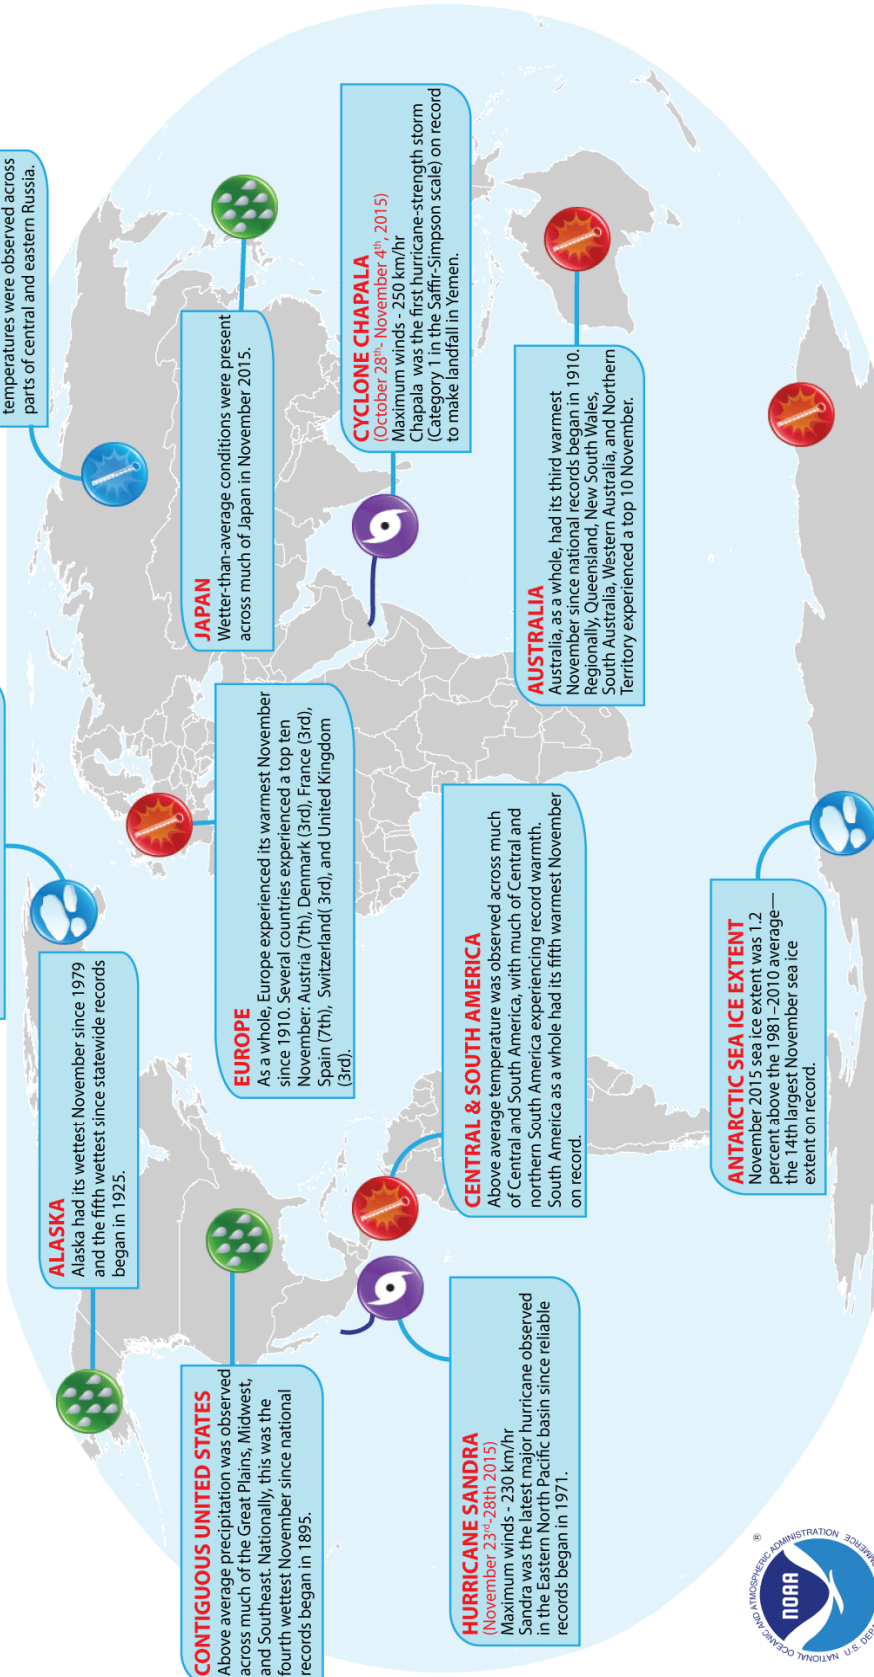 temperatures were observed across
parts of central and eastern Russia.
ALASKA
Alaska had its wettest November since 1979
and the fifth wettest since statewide records
began in 1925.
CONTIGUOUS UNITED STATES
Above average precipitation was observed
across much of the Great Plains, Midwest,
and Southeast. Nationally, this was the
fourth wettest November since national
records began in 1895.
EUROPE
As a whole, Europe experienced its warmest November
since 1910. Several countries experienced a top ten
November: Austria (7th), Denmark (3rd), France (3rd),
Spain (7th), Switzerland( 3rd), and United Kingdom
(3rd).
JAPAN
Wetter-than-average conditions were present
across much of Japan in November 2015.
CYCLONE CHAPALA
(October 28th- November 4th, 2015)
Maximum winds - 250 km/hr
Chapala was the first hurricane-strength storm
(Category 1 in the Saffir-Simpson scale) on record
to make landfall in Yemen.
HURRICANE SANDRA
(November 23rd-28th 2015)
Maximum winds - 230 km/hr
Sandra was the latest major hurricane observed
in the Eastern North Pacific basin since reliable
records began in 1971.
CENTRAL & SOUTH AMERICA
Above average temperature was observed across much
of Central and South America, with much of Central and
northern South America experiencing record warmth.
South America as a whole had its fifth warmest November
on record.
AUSTRALIA
Australia, as a whole, had its third warmest
November since national records began in 1910.
Regionally, Queensland, New South Wales,
South Australia, Western Australia, and Northern
Territory experienced a top 10 November.
ANTARCTIC SEA ICE EXTENT
November 2015 sea ice extent was 1.2
percent above the 1981–2010 average—
the 14th largest November sea ice
extent on record.
NATIONAL OCEANIC AND ATMOSPHERIC ADMINISTRATION
®
NOAA
U.S.